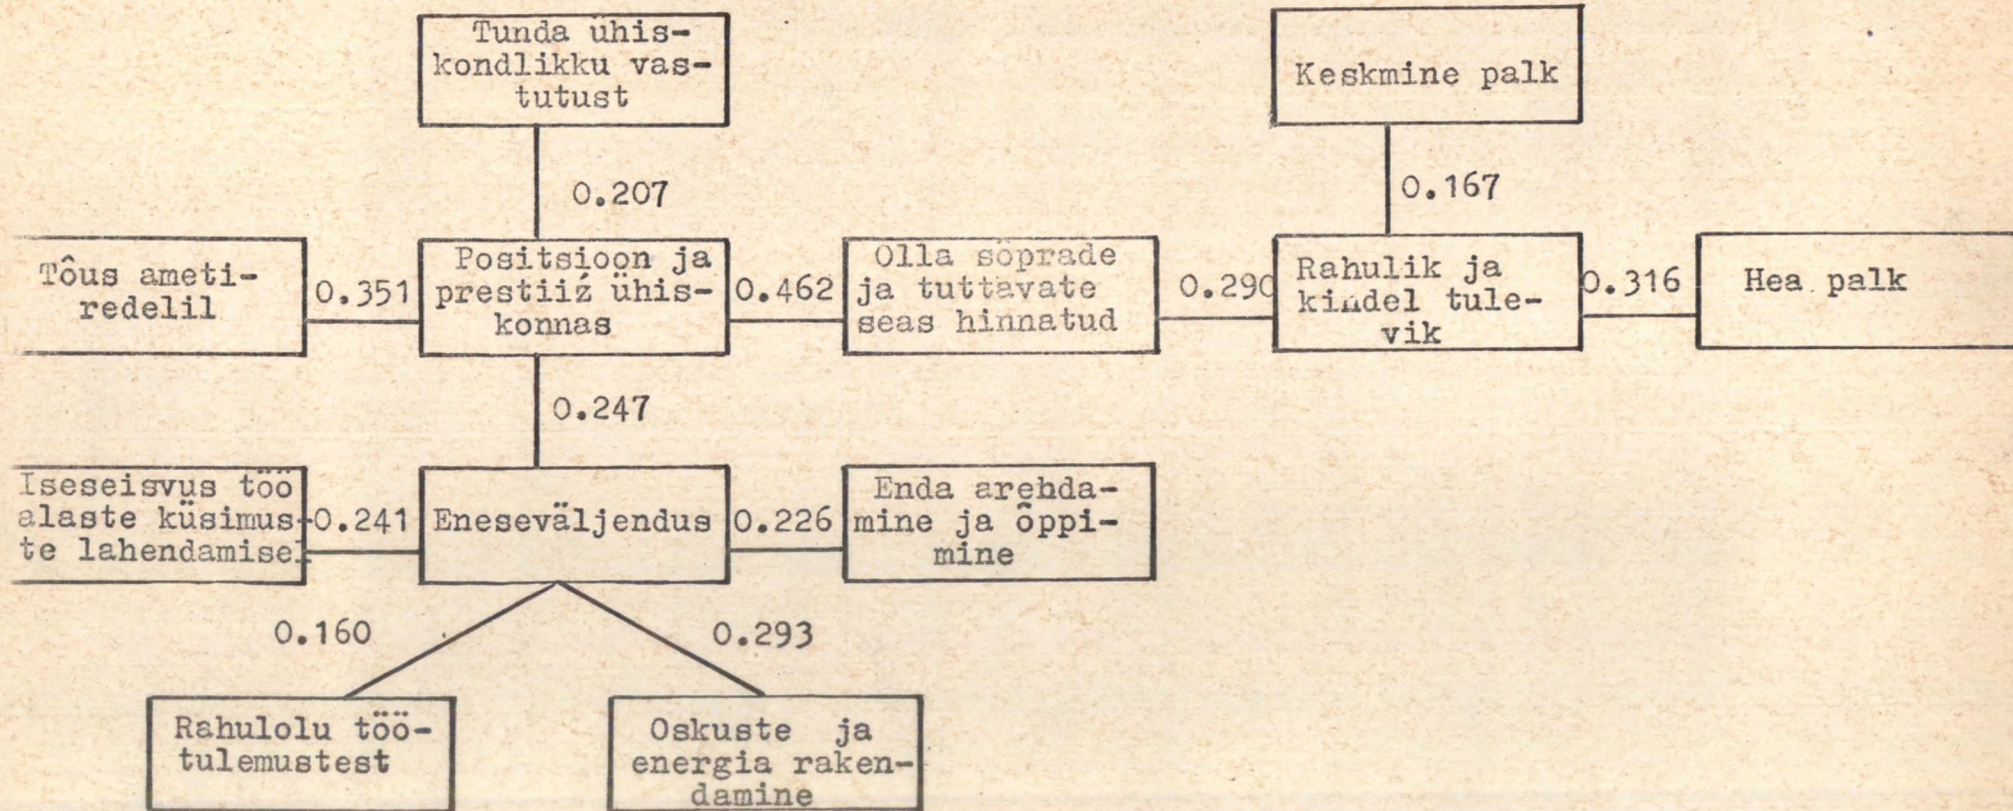 Tunda ühis-
kondlikku vas-
tutust
Keskmine palk
0.207
0.167
Tõus ameti-
redelil
0.351
Positsioon ja
prestiiź ühis-
konnas
0.462
Olla sõprade
ja tuttavate
seas hinnatud
0.290
Rahulik ja
kindel tule-
vik
0.316
Hea palk
0.247
Iseseisvus töö
alaste küsimus-
te lahendamisel
0.241
Eneseväljendus
0.226
Enda arehda-
mine ja õppi-
mine
0.160
0.293
Rahulolu töö-
tulemustest
Oskuste ja
energia raken-
damine